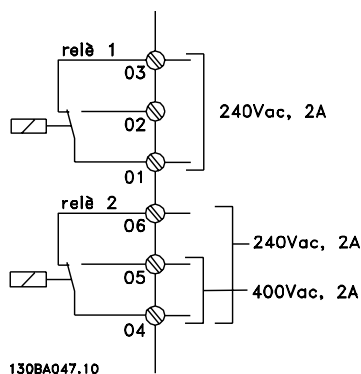 relè 1
03
02
01
240Vac, 2A
relè 2
06
05
04
240Vac, 2A
400Vac, 2A
130BA047.10